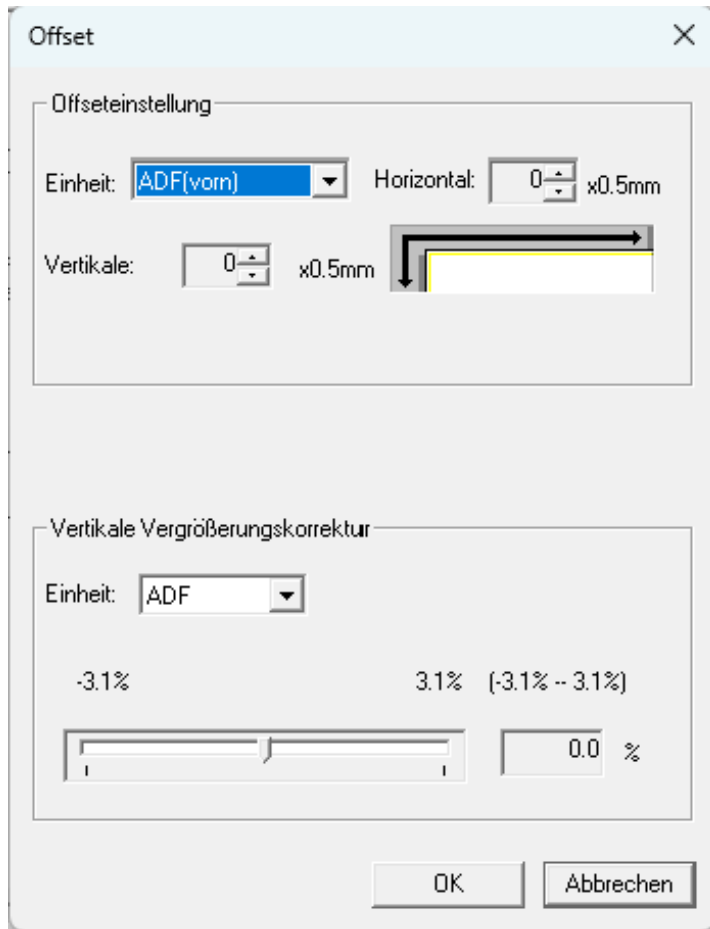 Offset
Offseteinstellung
Einheit: ADF(vorn) Horizontal: 0 x0.5mm
Vertikale: 0 x0.5mm
Vertikale Vergrößerungskorrektur
Einheit: ADF
-3.1% 3.1% (-3.1% -- 3.1%)
0.0 %
OK Abbrechen